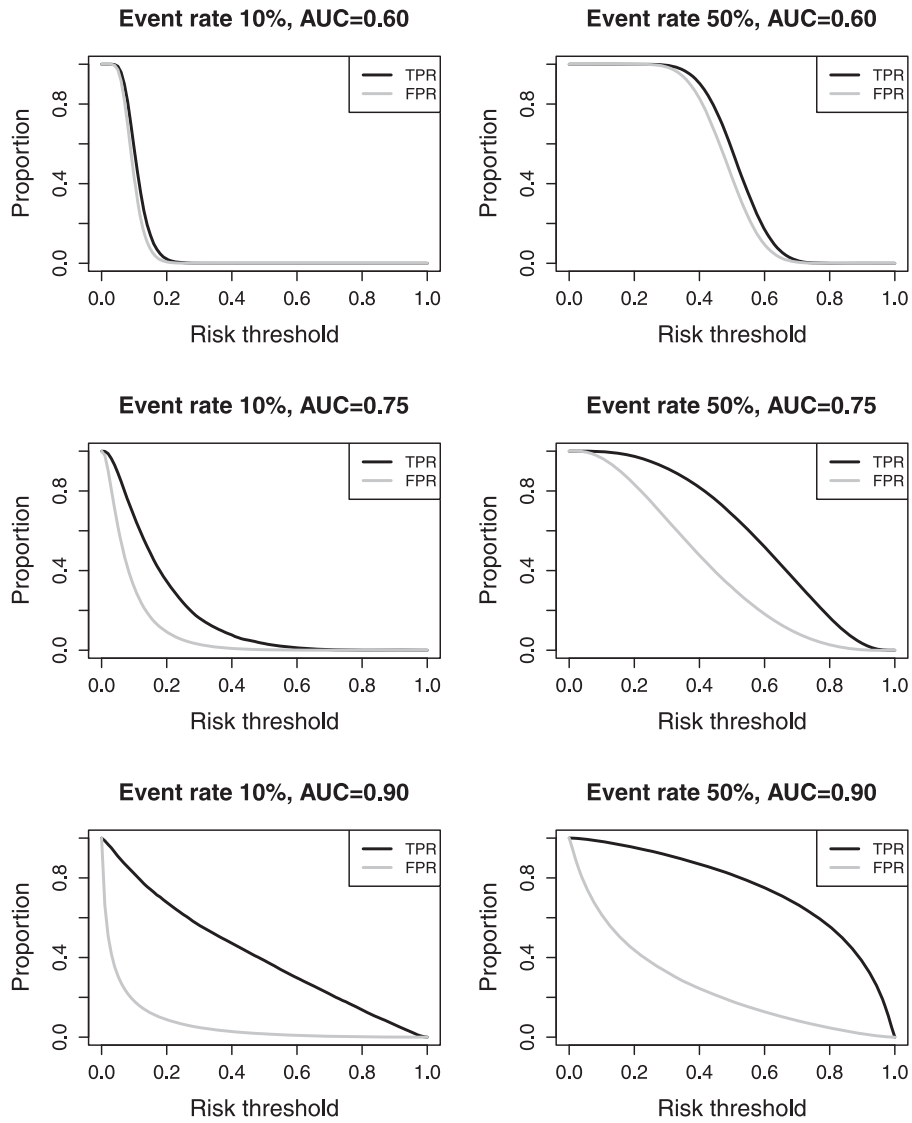 Event rate 10%, AUC=0.60
TPR
FPR
Proportion
0.0 0.4 0.8
0.0 0.2 0.4 0.6 0.8 1.0
Risk threshold
Event rate 50%, AUC=0.60
TPR
FPR
Proportion
0.0 0.4 0.8
0.0 0.2 0.4 0.6 0.8 1.0
Risk threshold
Event rate 10%, AUC=0.75
TPR
FPR
Proportion
0.0 0.4 0.8
0.0 0.2 0.4 0.6 0.8 1.0
Risk threshold
Event rate 50%, AUC=0.75
TPR
FPR
Proportion
0.0 0.4 0.8
0.0 0.2 0.4 0.6 0.8 1.0
Risk threshold
Event rate 10%, AUC=0.90
TPR
FPR
Proportion
0.0 0.4 0.8
0.0 0.2 0.4 0.6 0.8 1.0
Risk threshold
Event rate 50%, AUC=0.90
TPR
FPR
Proportion
0.0 0.4 0.8
0.0 0.2 0.4 0.6 0.8 1.0
Risk threshold